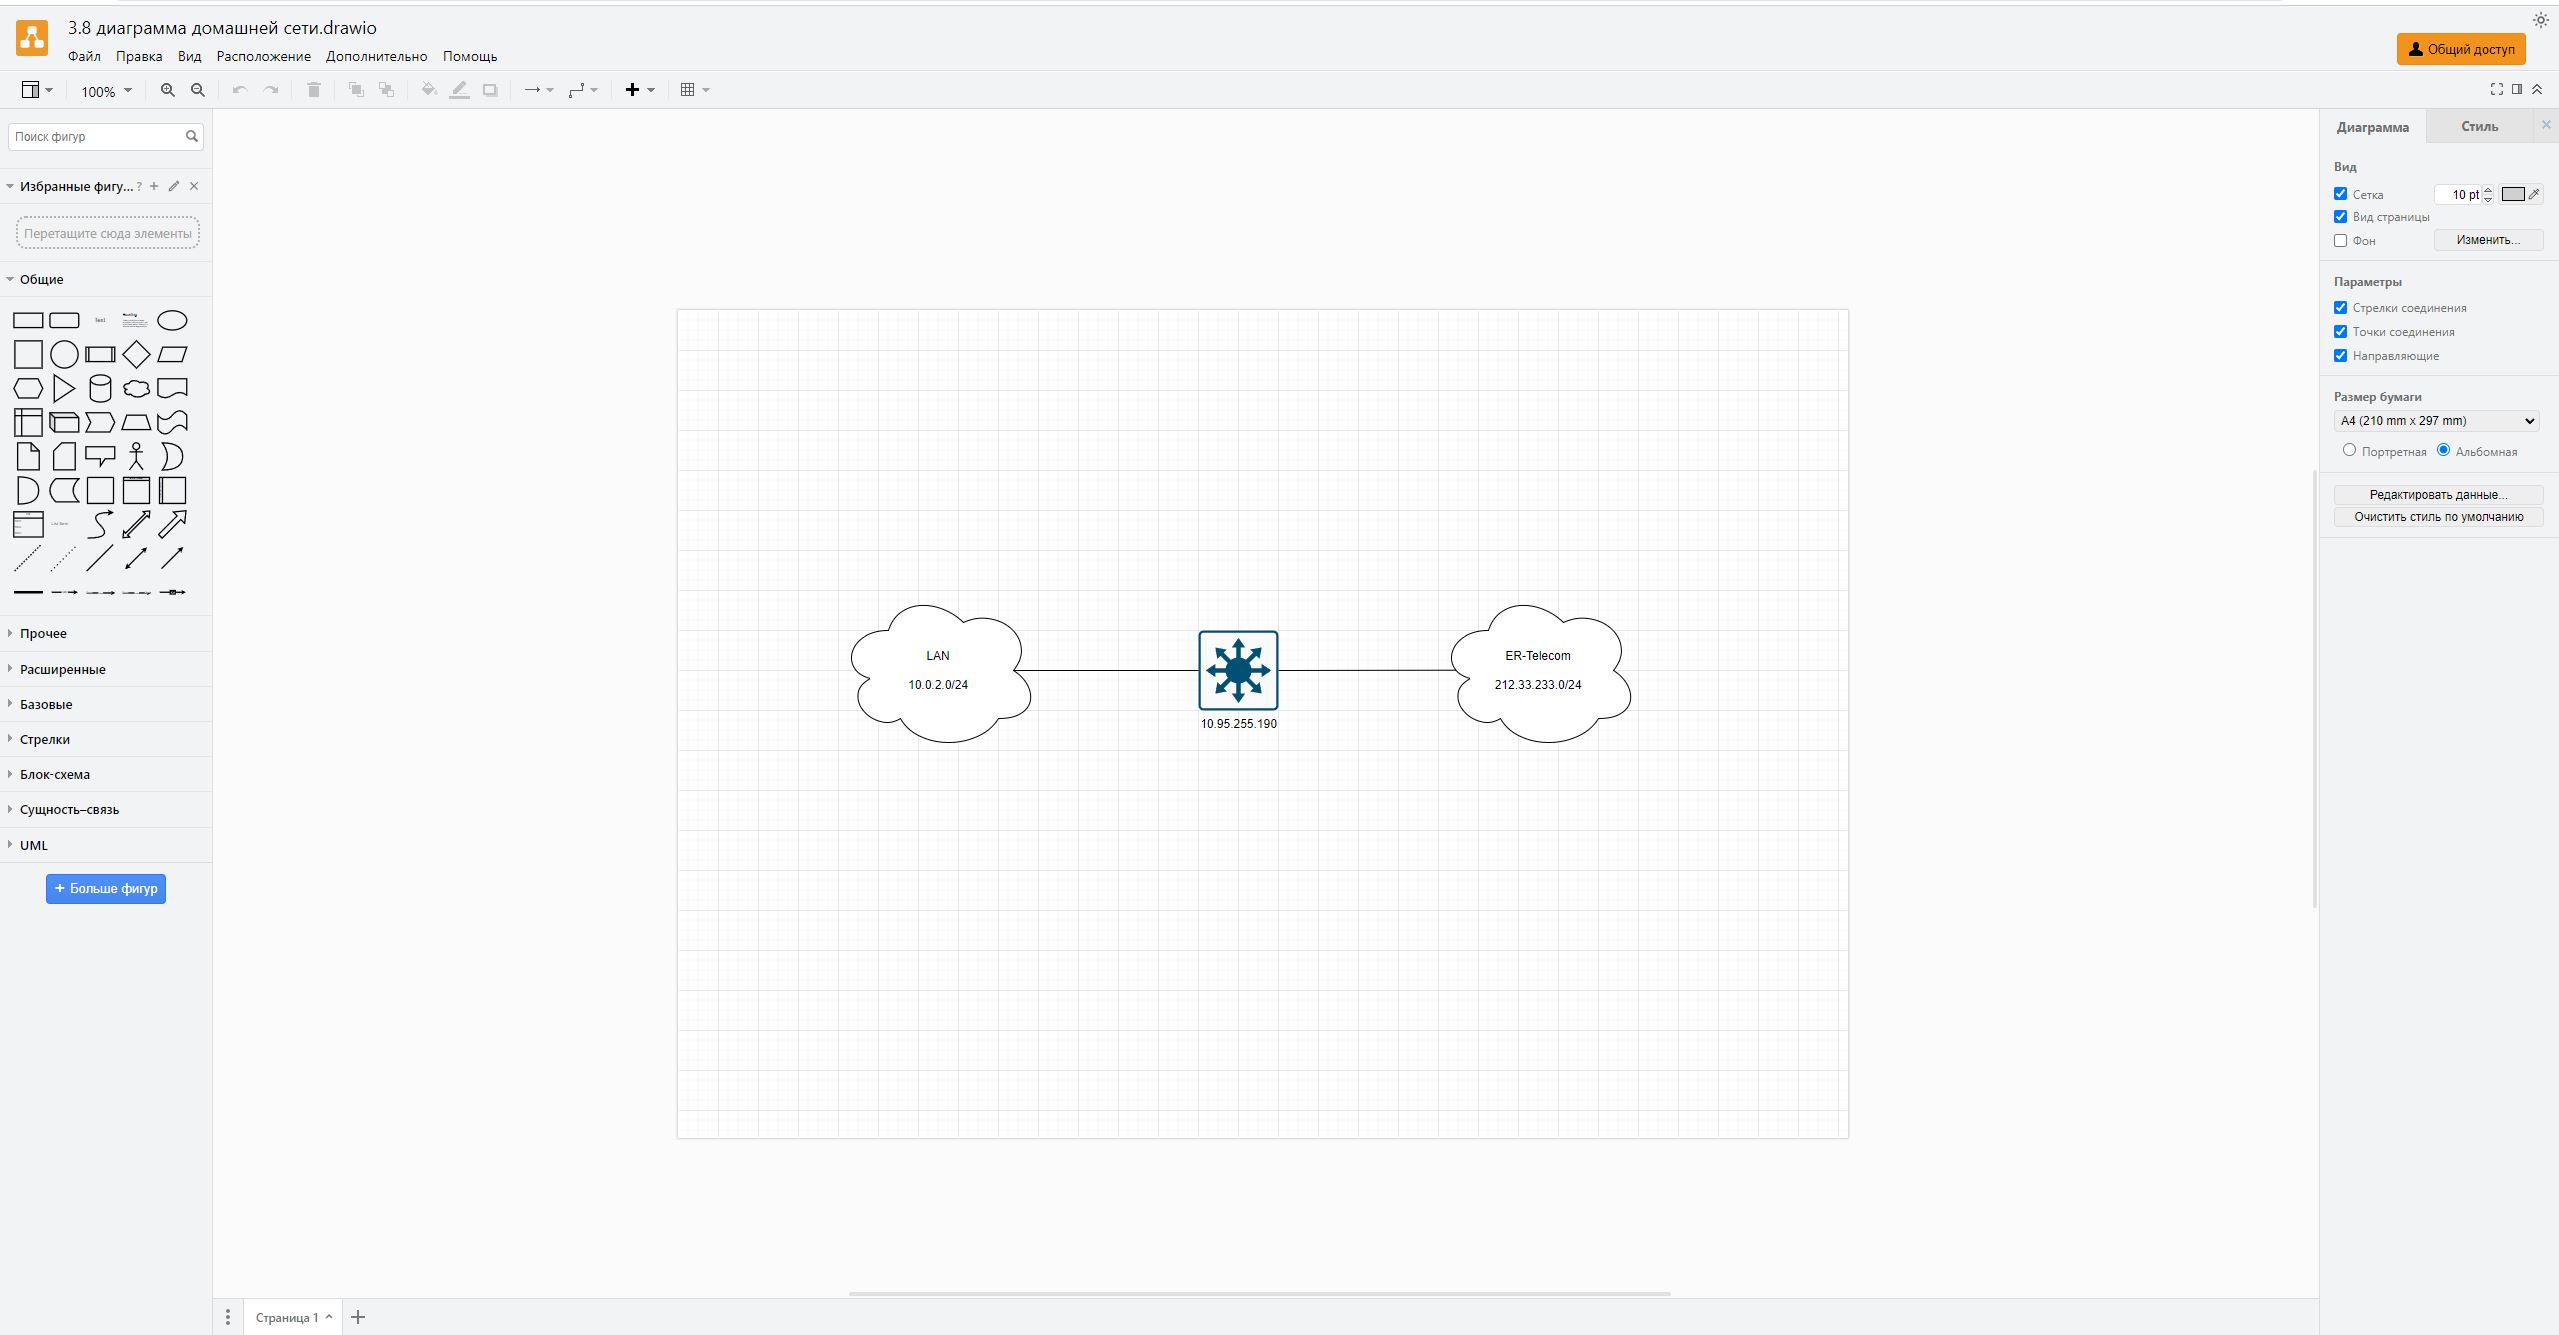 3.8 диаграмма домашней сети.drawio
Файл Правка Вид Расположение Дополнительно Помощь
Общий доступ
100%
Поиск фигур
Избранные фигу... ?
Перетащите сюда элементы
Общие
Text
Heading
List Item
Прочее
Расширенные
Базовые
Стрелки
Блок-схема
Сущность–связь
UML
+ Больше фигур
LAN
10.0.2.0/24
10.95.255.190
ER-Telecom
212.33.233.0/24
Диаграмма Стиль
Вид
Сетка 10 pt
Вид страницы
Фон Изменить...
Параметры
Стрелки соединения
Точки соединения
Направляющие
Размер бумаги
A4 (210 mm x 297 mm)
Портретная Альбомная
Редактировать данные...
Очистить стиль по умолчанию
Страница 1